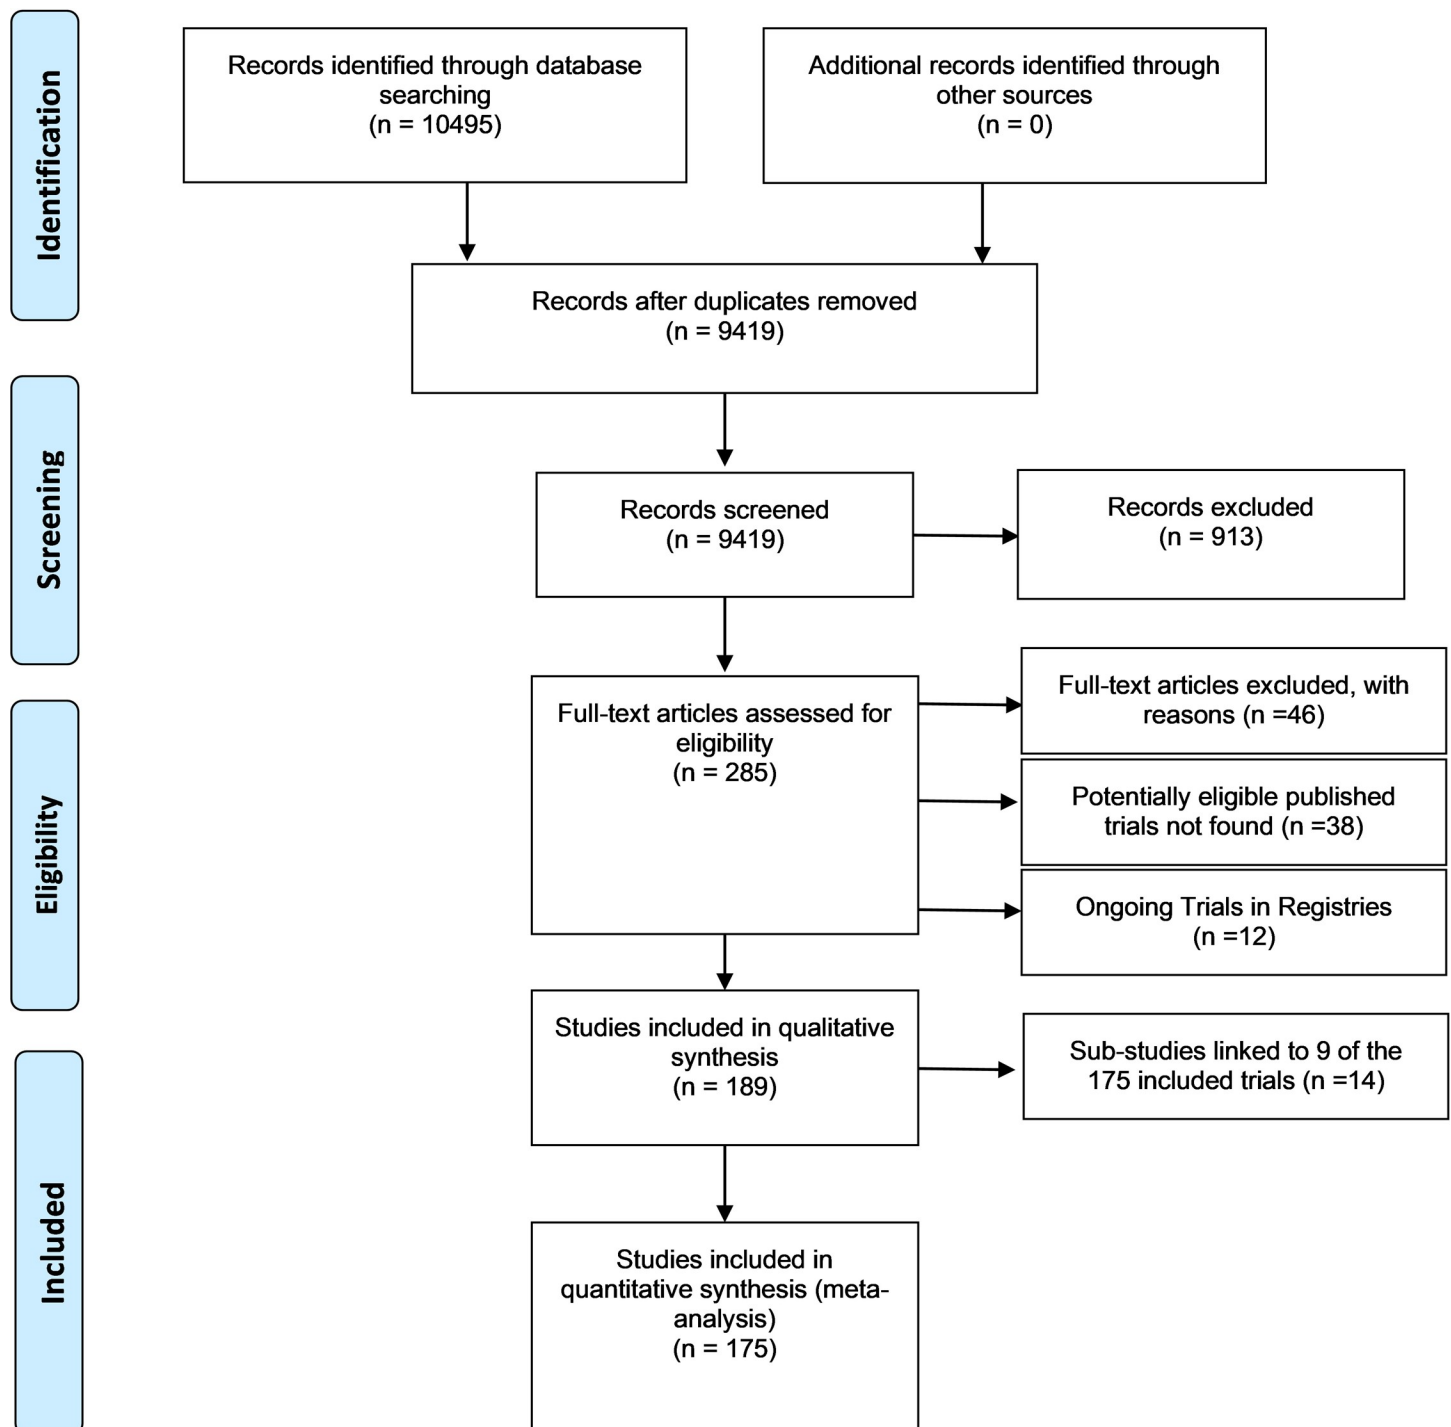 Identification
Records identified through database
searching
(n = 10495)
Additional records identified through
other sources
(n = 0)
Records after duplicates removed
(n = 9419)
Screening
Records screened
(n = 9419)
Records excluded
(n = 913)
Eligibility
Full-text articles assessed for
eligibility
(n = 285)
Full-text articles excluded, with
reasons (n =46)
Potentially eligible published
trials not found (n =38)
Ongoing Trials in Registries
(n =12)
Included
Studies included in qualitative
synthesis
(n = 189)
Sub-studies linked to 9 of the
175 included trials (n =14)
Studies included in
quantitative synthesis (meta-
analysis)
(n = 175)